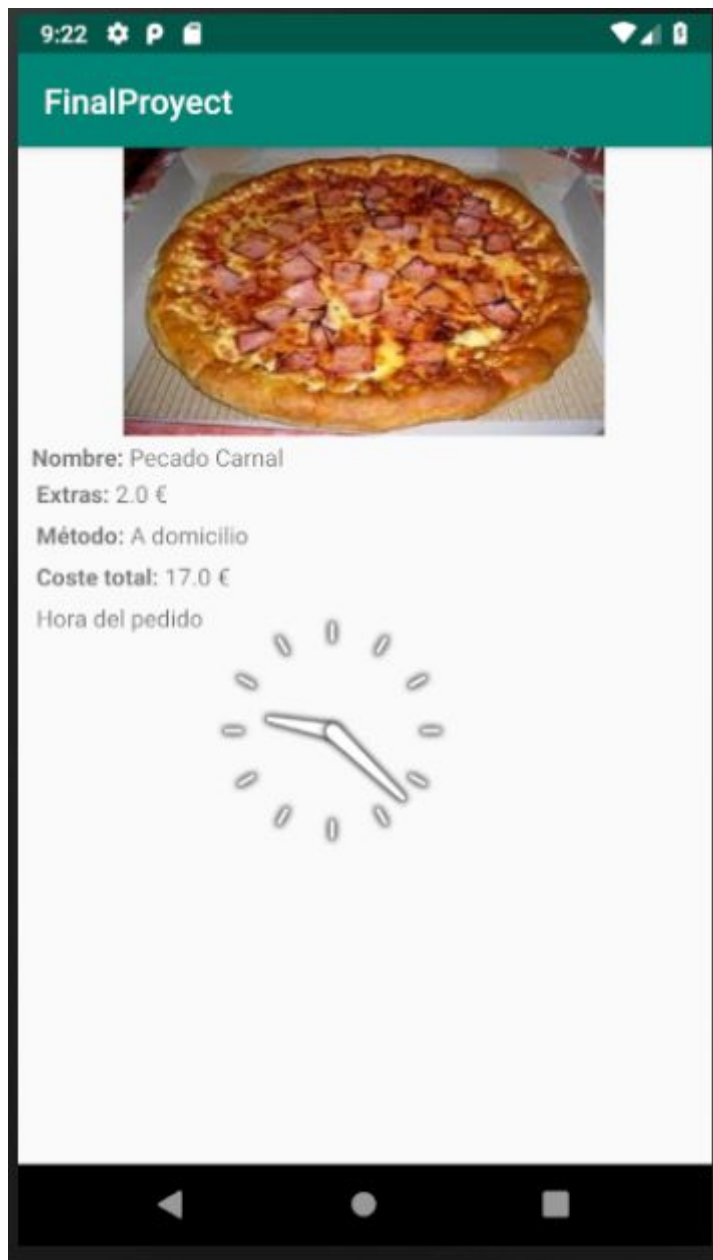 9:22
FinalProyect
Nombre: Pecado Carnal
Extras: 2.0 €
Método: A domicilio
Coste total: 17.0 €
Hora del pedido